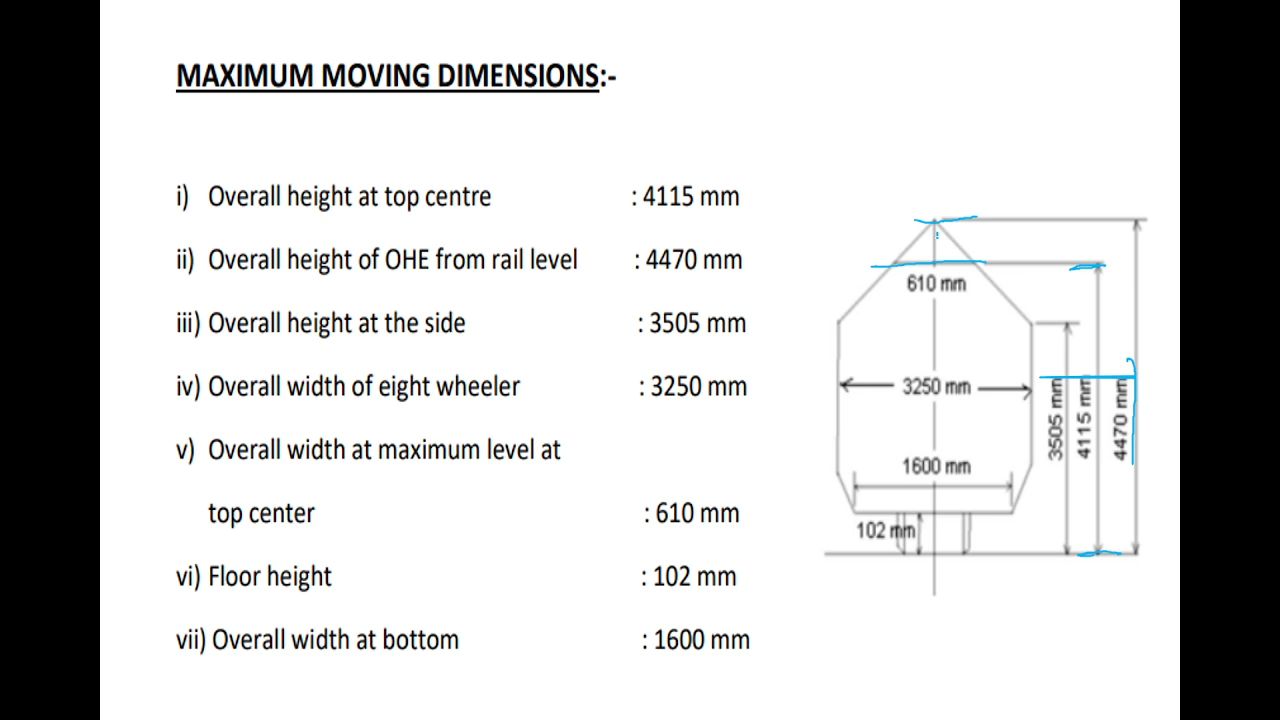 MAXIMUM MOVING DIMENSIONS:-
i) Overall height at top centre : 4115 mm
ii) Overall height of OHE from rail level : 4470 mm
iii) Overall height at the side : 3505 mm
iv) Overall width of eight wheeler : 3250 mm
v) Overall width at maximum level at
top center : 610 mm
vi) Floor height : 102 mm
vii) Overall width at bottom : 1600 mm
610 mm
3250 mm
1600 mm
102 mm
3505 mm
4115 mm
4470 mm